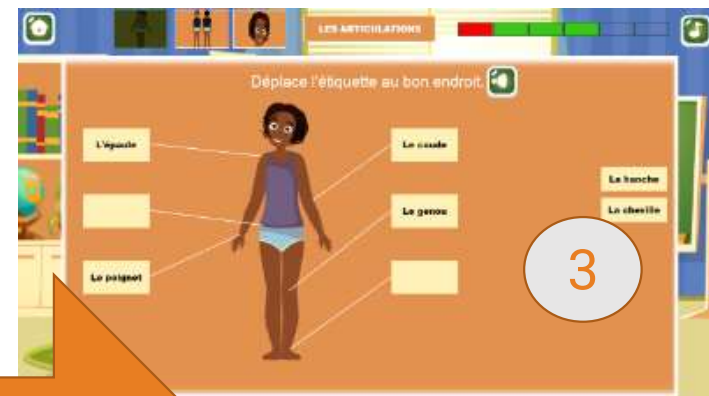 LES ARTICULATIONS
Déplace l'étiquette au bon endroit.
L'épaule
Le coude
La hanche
Le genou
La cheville
Le poignet
3